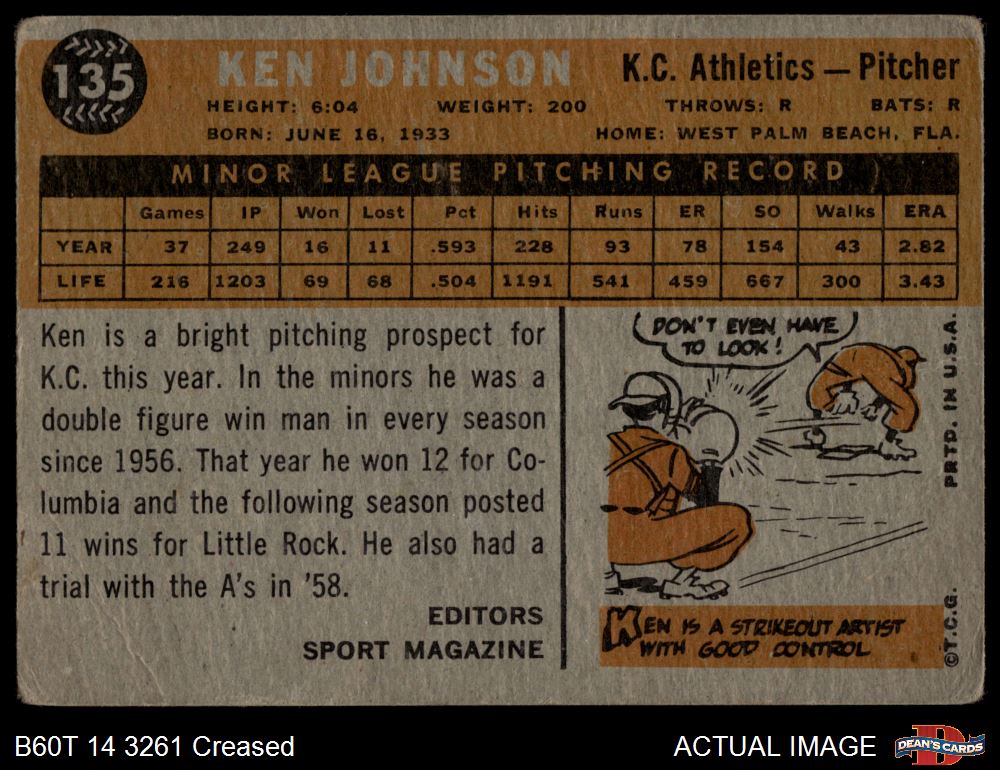 135
KEN JOHNSON
K.C. Athletics — Pitcher
HEIGHT: 6:04 WEIGHT: 200 THROWS: R BATS: R
BORN: JUNE 16, 1933 HOME: WEST PALM BEACH, FLA.
MINOR LEAGUE PITCHING RECORD
Games IP Won Lost Pct Hits Runs ER SO Walks ERA
YEAR 37 249 16 11 .593 228 93 78 154 43 2.82
LIFE 216 1203 69 68 .504 1191 541 459 667 300 3.43
Ken is a bright pitching prospect for
K.C. this year. In the minors he was a
double figure win man in every season
since 1956. That year he won 12 for Co-
lumbia and the following season posted
11 wins for Little Rock. He also had a
trial with the A's in '58.
EDITORS
SPORT MAGAZINE
DON'T EVEN HAVE
TO LOOK!
KEN IS A STRIKEOUT ARTIST
WITH GOOD CONTROL
©T.C.G. PRTD. IN U.S.A.
B60T 14 3261 Creased
ACTUAL IMAGE
DEAN'S CARDS